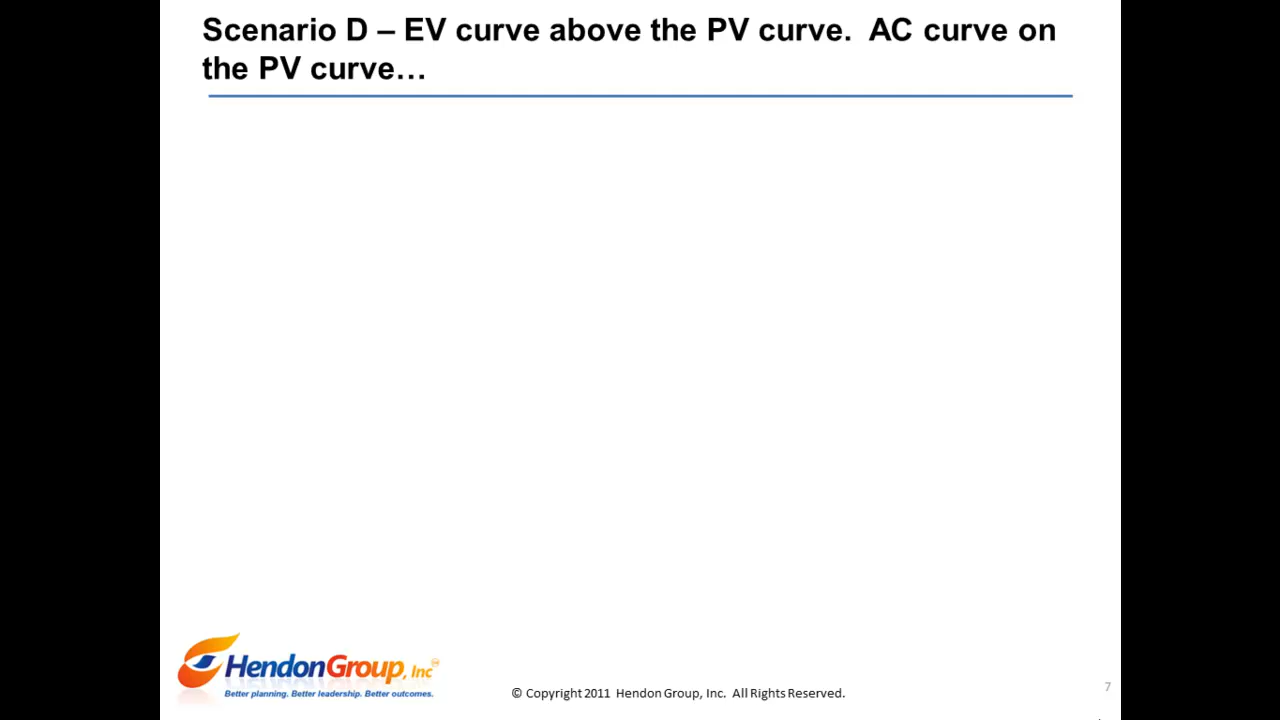 Scenario D – EV curve above the PV curve.  AC curve on
the PV curve…
HendonGroup, Inc
Better planning. Better leadership. Better outcomes.
© Copyright 2011 Hendon Group, Inc. All Rights Reserved.
7